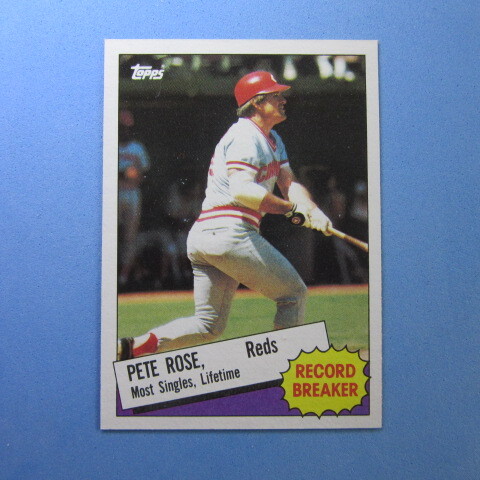 Topps
PETE ROSE, Reds
Most Singles, Lifetime
RECORD
BREAKER